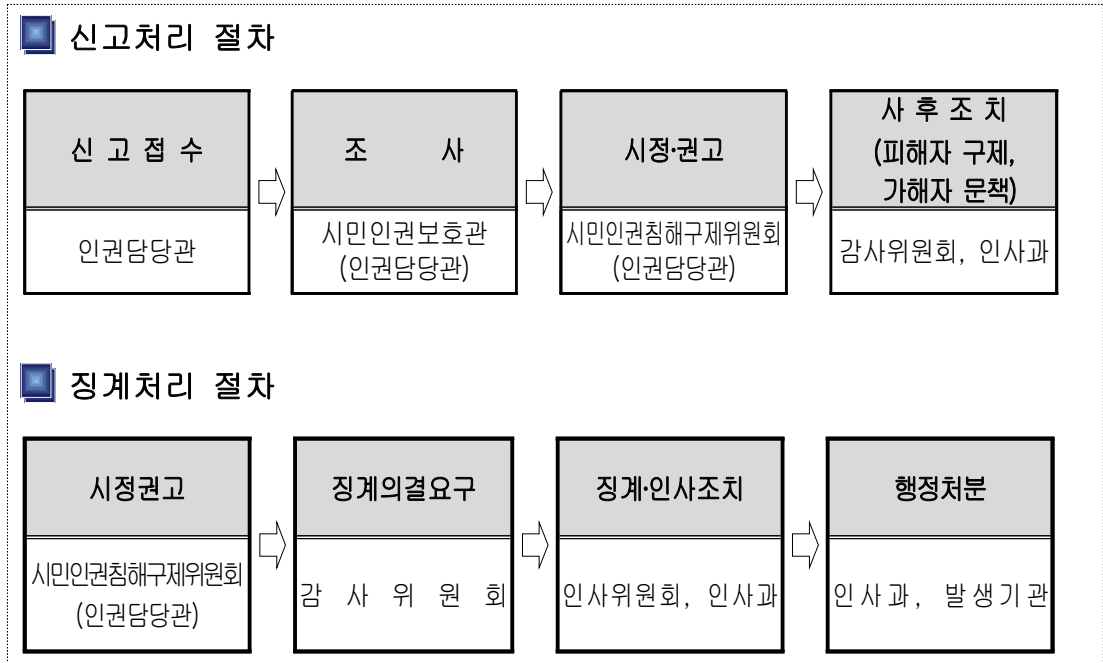 신고처리 절차
신 고 접 수
인권담당관
조 사
시민인권보호관
(인권담당관)
시정·권고
시민인권침해구제위원회
(인권담당관)
사 후 조 치
(피해자 구제,
가해자 문책)
감사위원회, 인사과
징계처리 절차
시정권고
시민인권침해구제위원회
(인권담당관)
징계의결요구
감 사 위 원 회
징계·인사조치
인사위원회, 인사과
행정처분
인사과, 발생기관